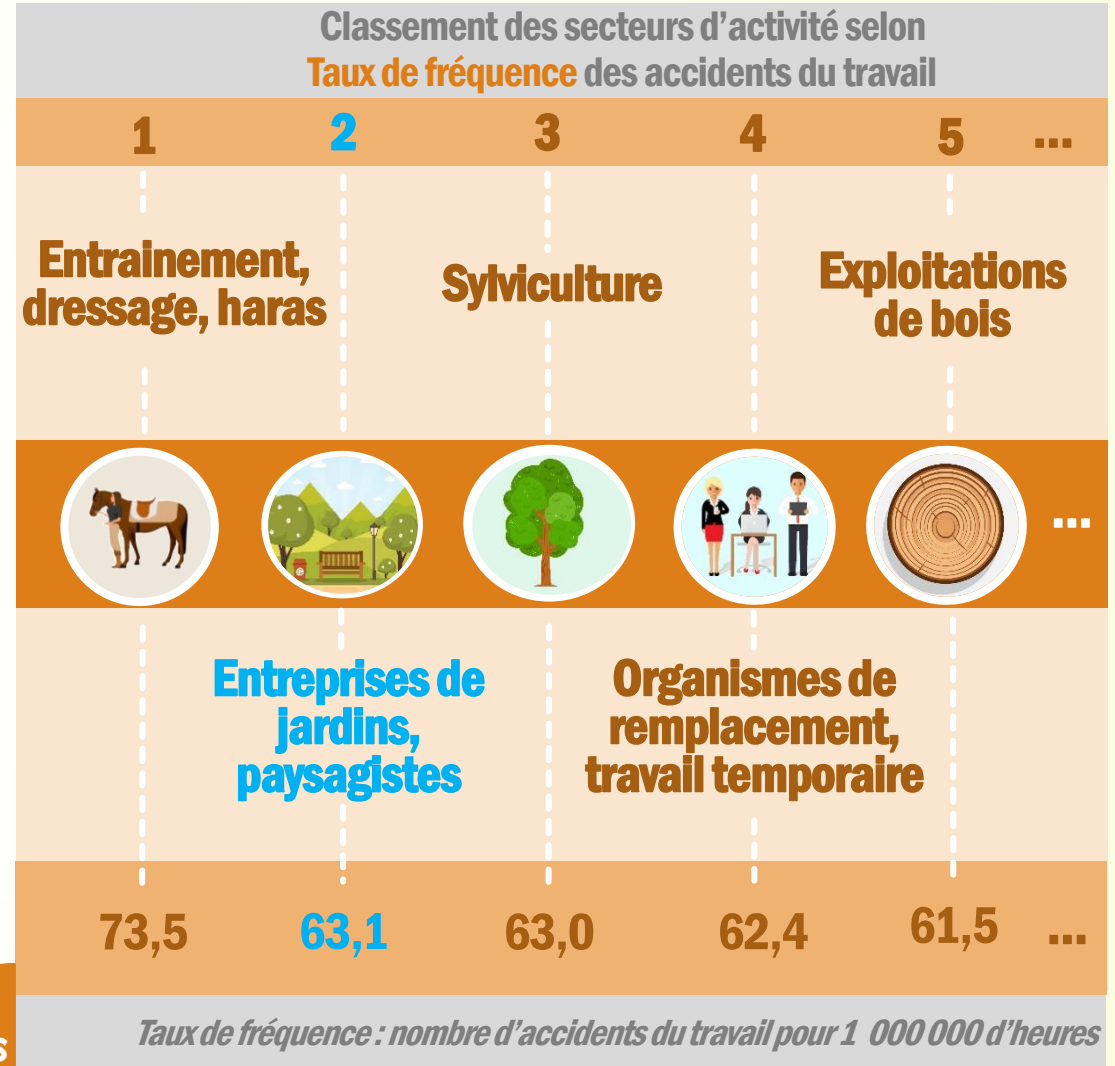 Classement des secteurs d’activité selon
Taux de fréquence des accidents du travail
1 2 3 4 5 ...
Entrainement,
dressage, haras
Sylviculture
Exploitations
de bois
...
Entreprises de
jardins,
paysagistes
Organismes de
remplacement,
travail temporaire
73,5 63,1 63,0 62,4 61,5 ...
Taux de fréquence : nombre d’accidents du travail pour 1 000 000 d’heures
s